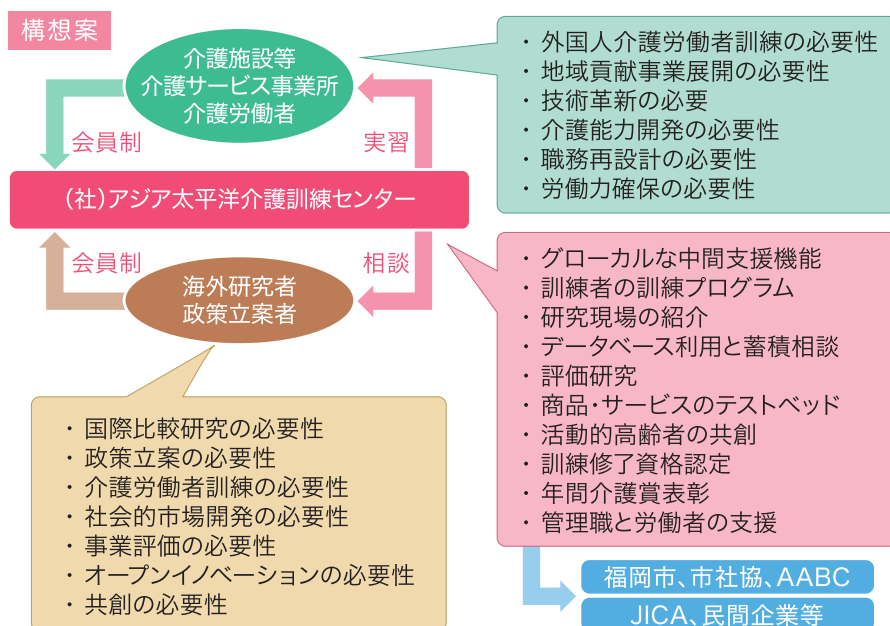 構想案
介護施設等
介護サービス事業所
介護労働者
会員制
実習
(社)アジア太平洋介護訓練センター
会員制
相談
海外研究者
政策立案者
・ 外国人介護労働者訓練の必要性
・ 地域貢献事業展開の必要性
・ 技術革新の必要
・ 介護能力開発の必要性
・ 職務再設計の必要性
・ 労働力確保の必要性
・ グローカルな中間支援機能
・ 訓練者の訓練プログラム
・ 研究現場の紹介
・ データベース利用と蓄積相談
・ 評価研究
・ 商品・サービスのテストベッド
・ 活動的高齢者の共創
・ 訓練修了資格認定
・ 年間介護賞表彰
・ 管理職と労働者の支援
・ 国際比較研究の必要性
・ 政策立案の必要性
・ 介護労働者訓練の必要性
・ 社会的市場開発の必要性
・ 事業評価の必要性
・ オープンイノベーションの必要性
・ 共創の必要性
福岡市、市社協、AABC
JICA、民間企業等